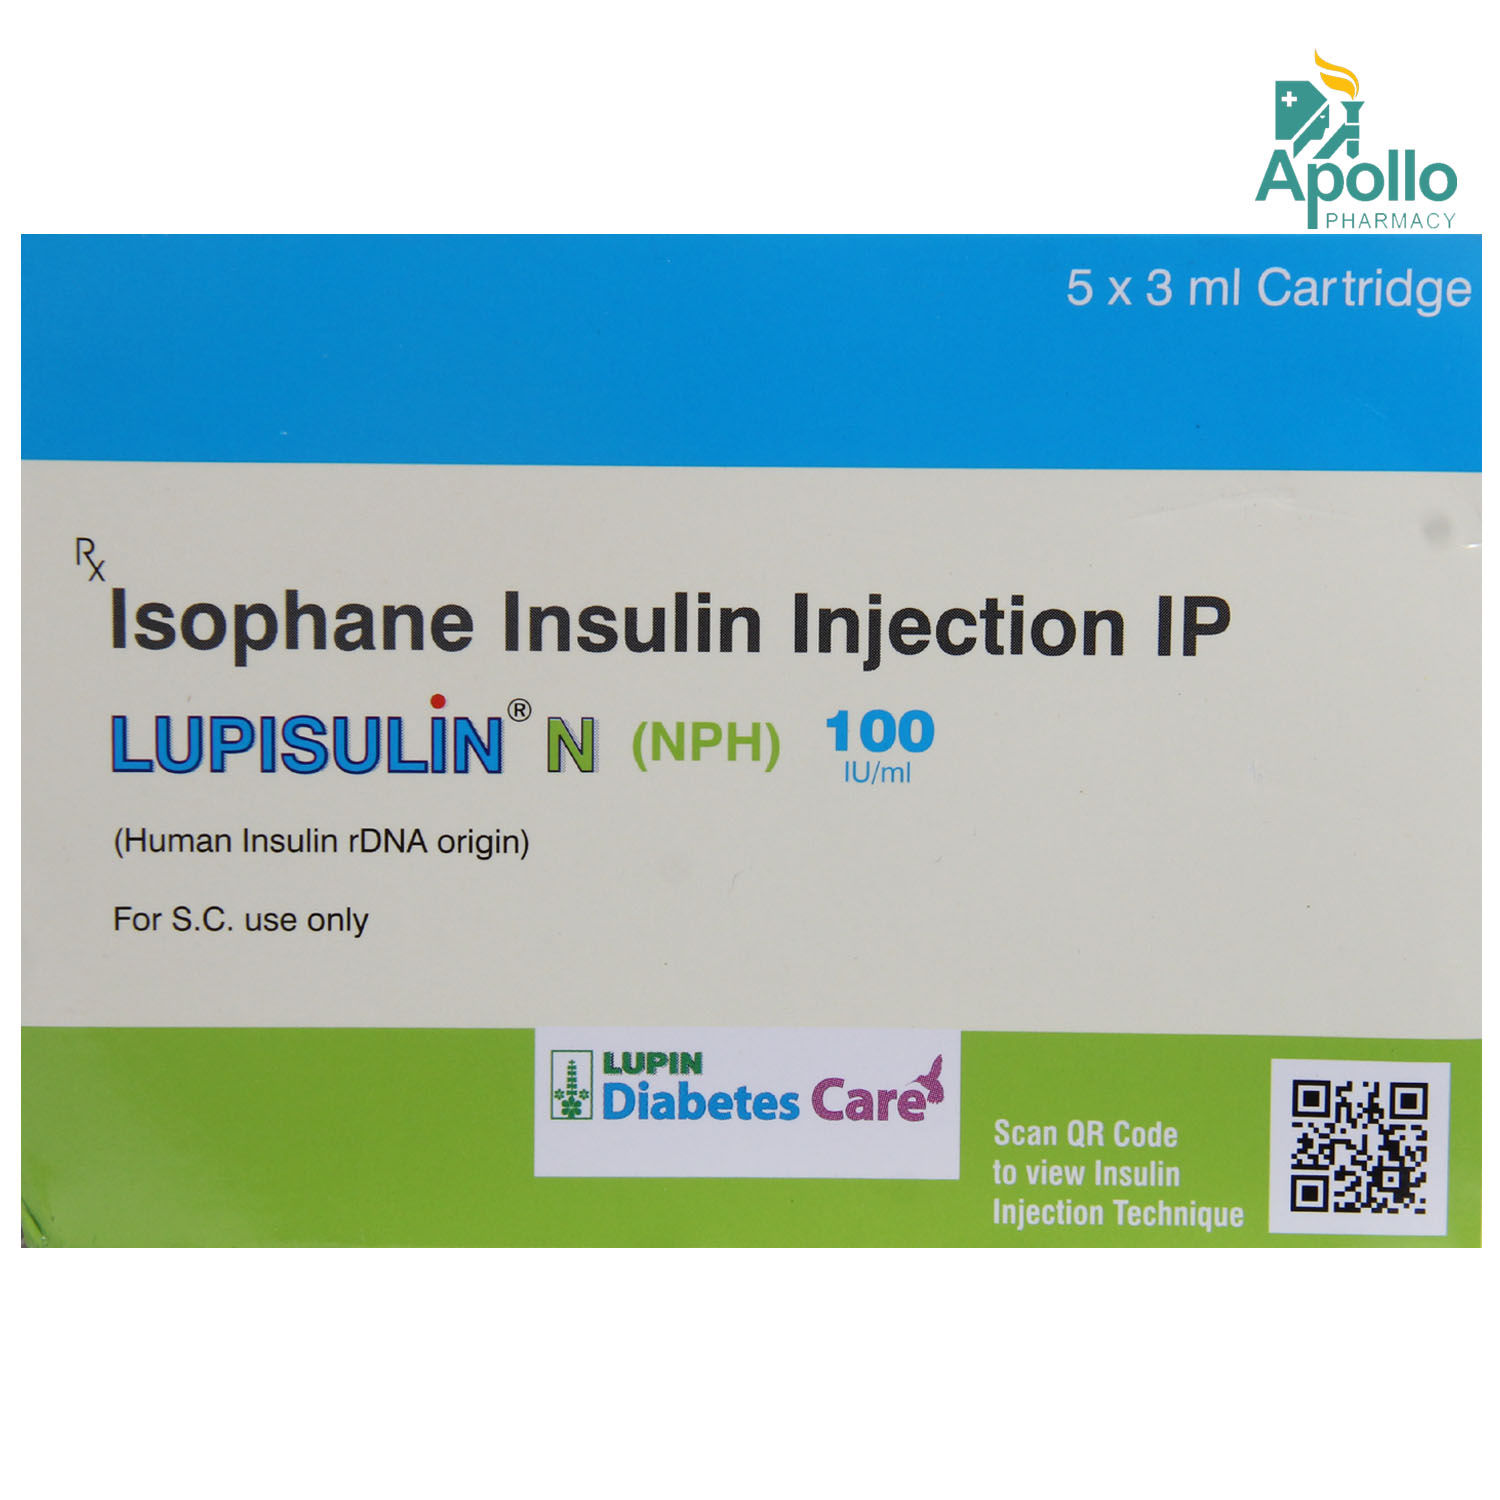 Apollo
PHARMACY
5 x 3 ml Cartridge
Rx
Isophane Insulin Injection IP
LUPISULIN® N (NPH) 100
IU/ml
(Human Insulin rDNA origin)
For S.C. use only
LUPIN
Diabetes Care
Scan QR Code
to view Insulin
Injection Technique